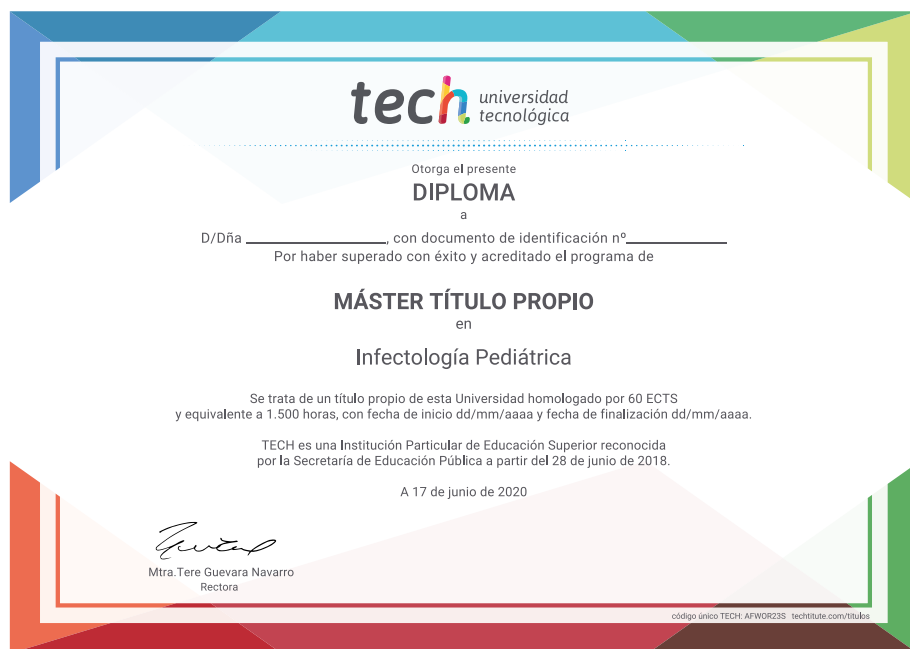 tech universidad
tecnológica
Otorga el presente
DIPLOMA
a
D/Dña ______________, con documento de identificación nº__________
Por haber superado con éxito y acreditado el programa de
MÁSTER TÍTULO PROPIO
en
Infectología Pediátrica
Se trata de un título propio de esta Universidad homologado por 60 ECTS
y equivalente a 1.500 horas, con fecha de inicio dd/mm/aaaa y fecha de finalización dd/mm/aaaa.
TECH es una Institución Particular de Educación Superior reconocida
por la Secretaría de Educación Pública a partir del 28 de junio de 2018.
A 17 de junio de 2020
Mtra.Tere Guevara Navarro
Rectora
código único TECH: AFWOR23S techtitute.com/titulos